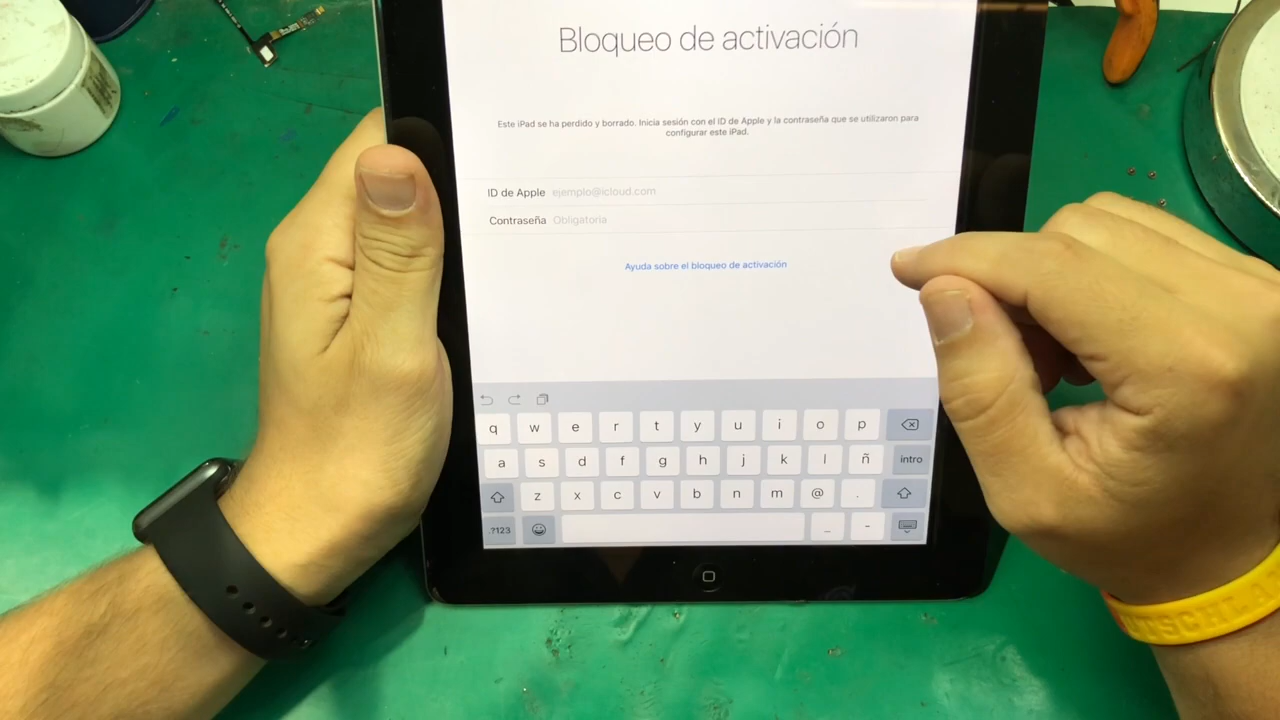 Bloqueo de activación
Este iPad se ha perdido y borrado. Inicia sesión con el ID de Apple y la contraseña que se utilizaron para
configurar este iPad.
ID de Apple ejemplo@icloud.com
Contraseña Obligatoria
Ayuda sobre el bloqueo de activación
q w e r t y u i o p
a s d f g h j k l ñ intro
z x c v b n m @ .
.?123 _ -